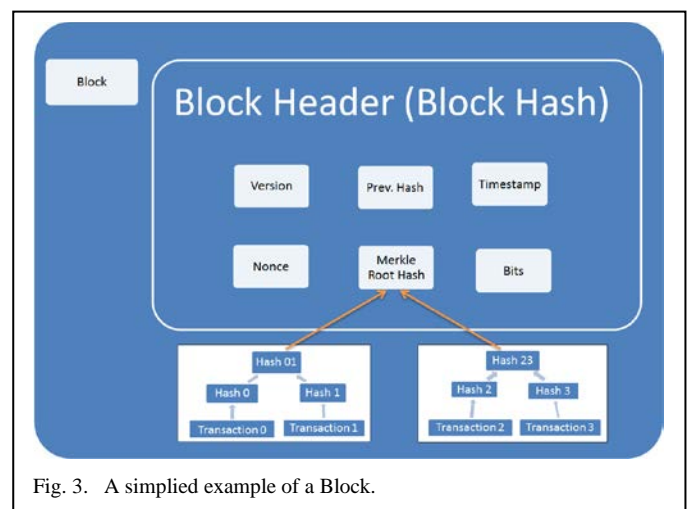 Block
Block Header (Block Hash)
Version
Prev. Hash
Timestamp
Nonce
Merkle
Root Hash
Bits
Hash 01
Hash 0
Hash 1
Transaction 0
Transaction 1
Hash 23
Hash 2
Hash 3
Transaction 2
Transaction 3
Fig. 3. A simplied example of a Block.